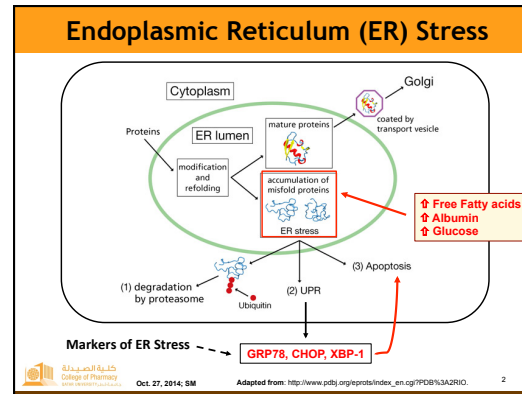 Endoplasmic Reticulum (ER) Stress
Cytoplasm
Golgi
coated by
transport vesicle
Proteins
ER lumen
mature proteins
modification
and
refolding
accumulation of
misfold proteins
ER stress
⇧ Free Fatty acids
⇧ Albumin
⇧ Glucose
(1) degradation
by proteasome
Ubiquitin
(2) UPR
(3) Apoptosis
Markers of ER Stress
GRP78, CHOP, XBP-1
كلية الصيدلة
College of Pharmacy
QATAR UNIVERSITY
Oct. 27, 2014; SM
Adapted from: http://www.pdbj.org/eprots/index_en.cgi?PDB%3A2RIO.
2